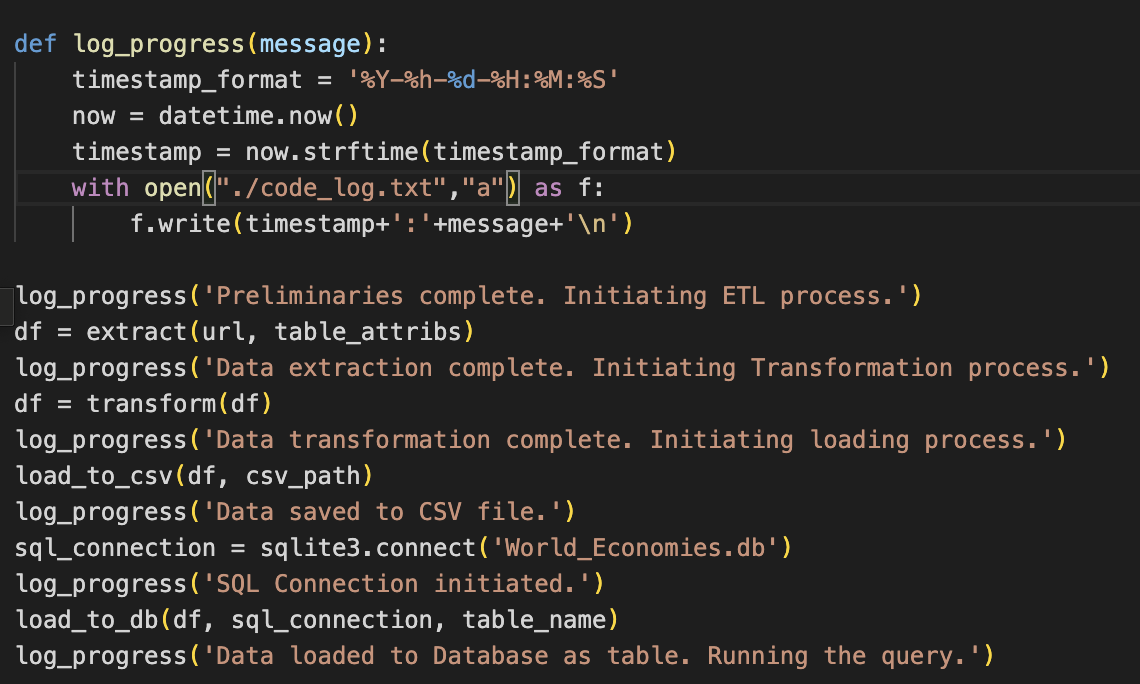 def log_progress(message):
    timestamp_format = '%Y-%h-%d-%H:%M:%S'
    now = datetime.now()
    timestamp = now.strftime(timestamp_format)
    with open("./code_log.txt","a") as f:
        f.write(timestamp+':'+message+'\n')

log_progress('Preliminaries complete. Initiating ETL process.')
df = extract(url, table_attribs)
log_progress('Data extraction complete. Initiating Transformation process.')
df = transform(df)
log_progress('Data transformation complete. Initiating loading process.')
load_to_csv(df, csv_path)
log_progress('Data saved to CSV file.')
sql_connection = sqlite3.connect('World_Economies.db')
log_progress('SQL Connection initiated.')
load_to_db(df, sql_connection, table_name)
log_progress('Data loaded to Database as table. Running the query.')